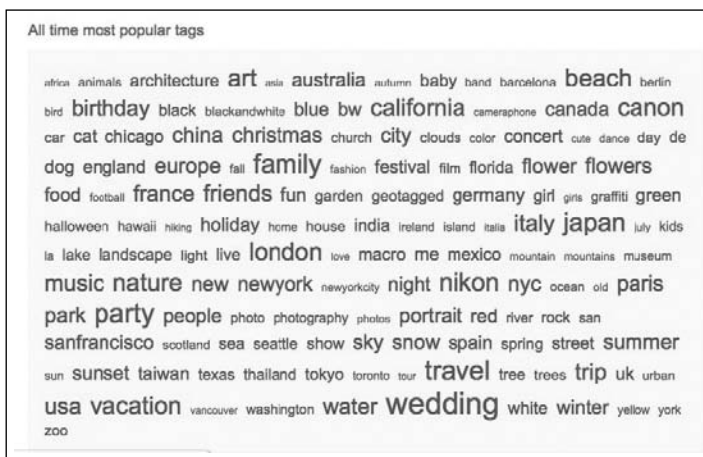 All time most popular tags
africa animals architecture art asia australia autumn baby band barcelona beach berlin
bird birthday black blackandwhite blue bw california cameraphone canada canon
car cat chicago china christmas church city clouds color concert cute dance day de
dog england europe fall family fashion festival film florida flower flowers
food football france friends fun garden geotagged germany girl girls graffiti green
halloween hawaii hiking holiday home house india ireland island italia italy japan july kids
la lake landscape light live london love macro me mexico mountain mountains museum
music nature new newyork newyorkcity night nikon nyc ocean old paris
park party people photo photography photos portrait red river rock san
sanfrancisco scotland sea seattle show sky snow spain spring street summer
sun sunset taiwan texas thailand tokyo toronto tour travel tree trees trip uk urban
usa vacation vancouver washington water wedding white winter yellow york
zoo